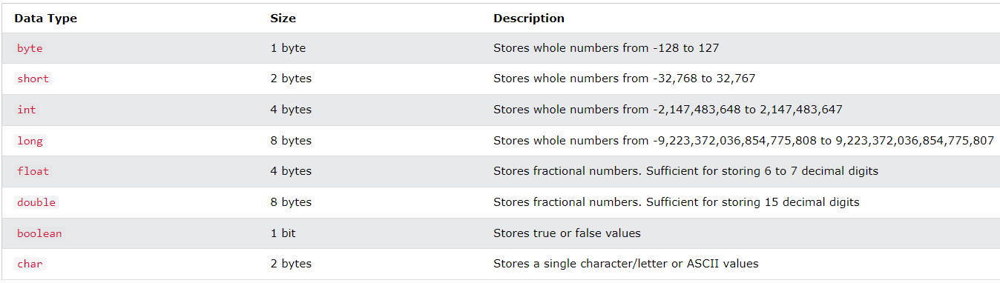 Data Type Size Description
byte 1 byte Stores whole numbers from -128 to 127
short 2 bytes Stores whole numbers from -32,768 to 32,767
int 4 bytes Stores whole numbers from -2,147,483,648 to 2,147,483,647
long 8 bytes Stores whole numbers from -9,223,372,036,854,775,808 to 9,223,372,036,854,775,807
float 4 bytes Stores fractional numbers. Sufficient for storing 6 to 7 decimal digits
double 8 bytes Stores fractional numbers. Sufficient for storing 15 decimal digits
boolean 1 bit Stores true or false values
char 2 bytes Stores a single character/letter or ASCII values